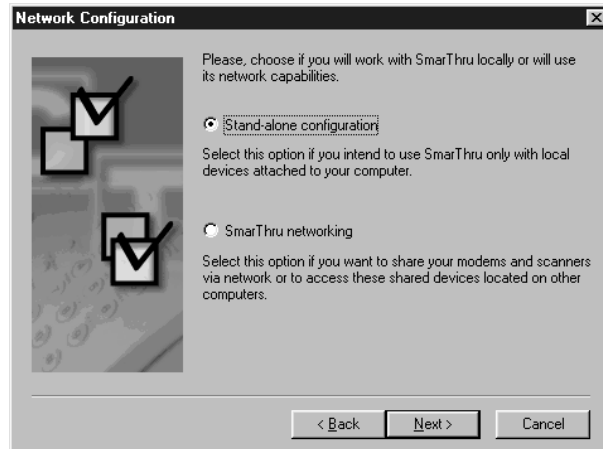 Network Configuration
Please, choose if you will work with SmarThru locally or will use
its network capabilities.
Stand-alone configuration
Select this option if you intend to use SmarThru only with local
devices attached to your computer.
SmarThru networking
Select this option if you want to share your modems and scanners
via network or to access these shared devices located on other
computers.
< Back
Next >
Cancel